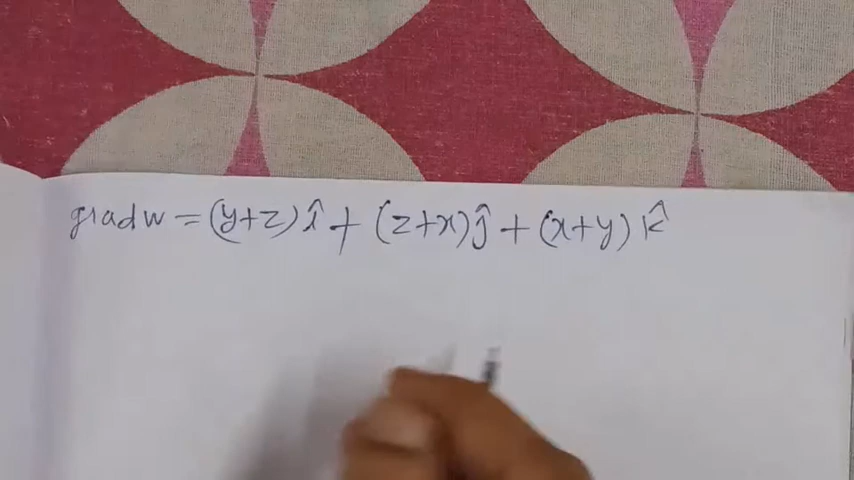 grad w = (y+z) î + (z+x) ĵ + (x+y) k̂